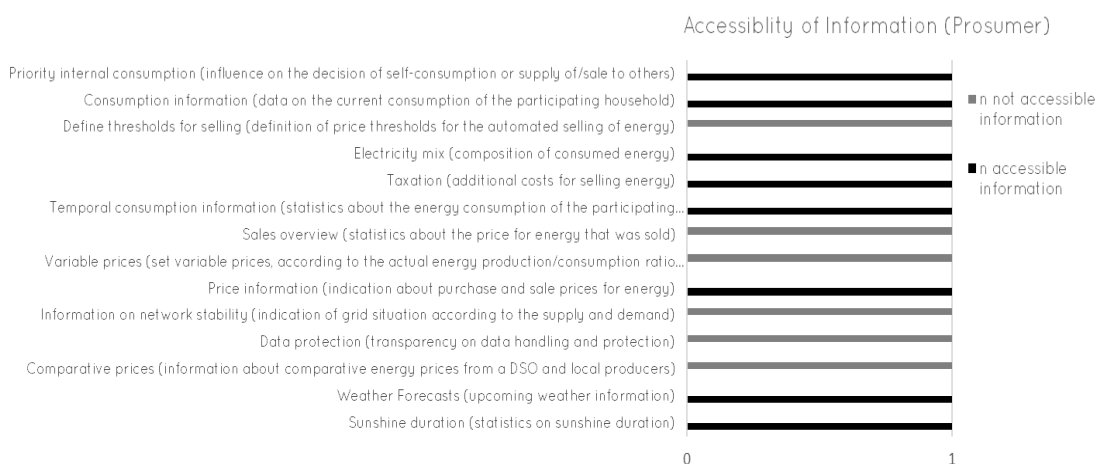 Accessiblity of Information (Prosumer)
Priority internal consumption (influence on the decision of self-consumption or supply of/sale to others)
Consumption information (data on the current consumption of the participating household)
Define thresholds for selling (definition of price thresholds for the automated selling of energy)
Electricity mix (composition of consumed energy)
Taxation (additional costs for selling energy)
Temporal consumption information (statistics about the energy consumption of the participating...
Sales overview (statistics about the price for energy that was sold)
Variable prices (set variable prices, according to the actual energy production/consumption ratio...
Price information (indication about purchase and sale prices for energy)
Information on network stability (indication of grid situation according to the supply and demand)
Data protection (transparency on data handling and protection)
Comparative prices (information about comparative energy prices from a DSO and local producers)
Weather Forecasts (upcoming weather information)
Sunshine duration (statistics on sunshine duration)
0 1
n not accessible
information
n accessible
information